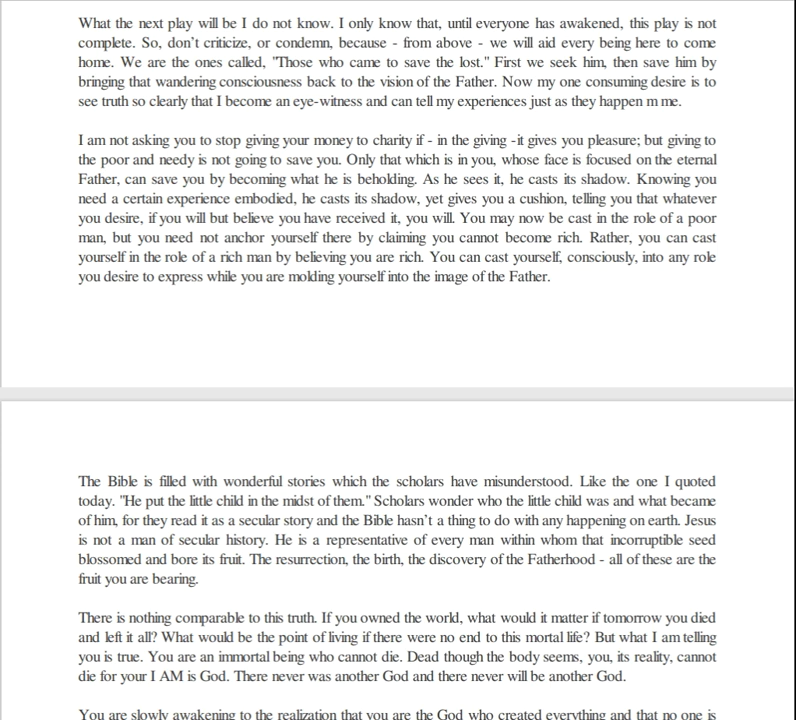 What the next play will be I do not know. I only know that, until everyone has awakened, this play is not
complete. So, don't criticize, or condemn, because - from above - we will aid every being here to come
home. We are the ones called, "Those who came to save the lost." First we seek him, then save him by
bringing that wandering consciousness back to the vision of the Father. Now my one consuming desire is to
see truth so clearly that I become an eye-witness and can tell my experiences just as they happen m me.
I am not asking you to stop giving your money to charity if - in the giving -it gives you pleasure; but giving to
the poor and needy is not going to save you. Only that which is in you, whose face is focused on the eternal
Father, can save you by becoming what he is beholding. As he sees it, he casts its shadow. Knowing you
need a certain experience embodied, he casts its shadow, yet gives you a cushion, telling you that whatever
you desire, if you will but believe you have received it, you will. You may now be cast in the role of a poor
man, but you need not anchor yourself there by claiming you cannot become rich. Rather, you can cast
yourself in the role of a rich man by believing you are rich. You can cast yourself, consciously, into any role
you desire to express while you are molding yourself into the image of the Father.
The Bible is filled with wonderful stories which the scholars have misunderstood. Like the one I quoted
today. "He put the little child in the midst of them." Scholars wonder who the little child was and what became
of him, for they read it as a secular story and the Bible hasn't a thing to do with any happening on earth. Jesus
is not a man of secular history. He is a representative of every man within whom that incorruptible seed
blossomed and bore its fruit. The resurrection, the birth, the discovery of the Fatherhood - all of these are the
fruit you are bearing.
There is nothing comparable to this truth. If you owned the world, what would it matter if tomorrow you died
and left it all? What would be the point of living if there were no end to this mortal life? But what I am telling
you is true. You are an immortal being who cannot die. Dead though the body seems, you, its reality, cannot
die for your I AM is God. There never was another God and there never will be another God.
You are slowly awakening to the realization that you are the God who created everything and that no one is